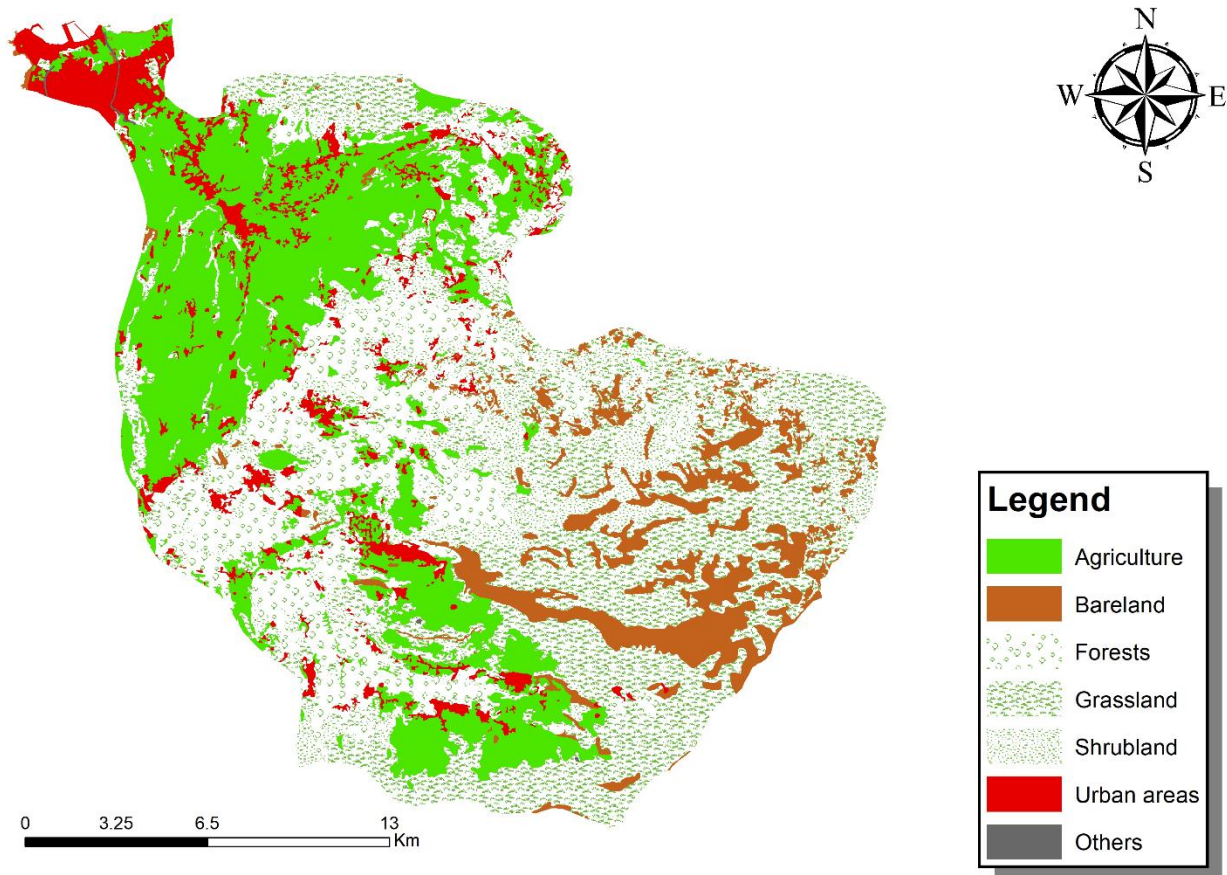 N
W E
S
Legend
Agriculture
Bareland
Forests
Grassland
Shrubland
Urban areas
Others
0 3.25 6.5 13
Km